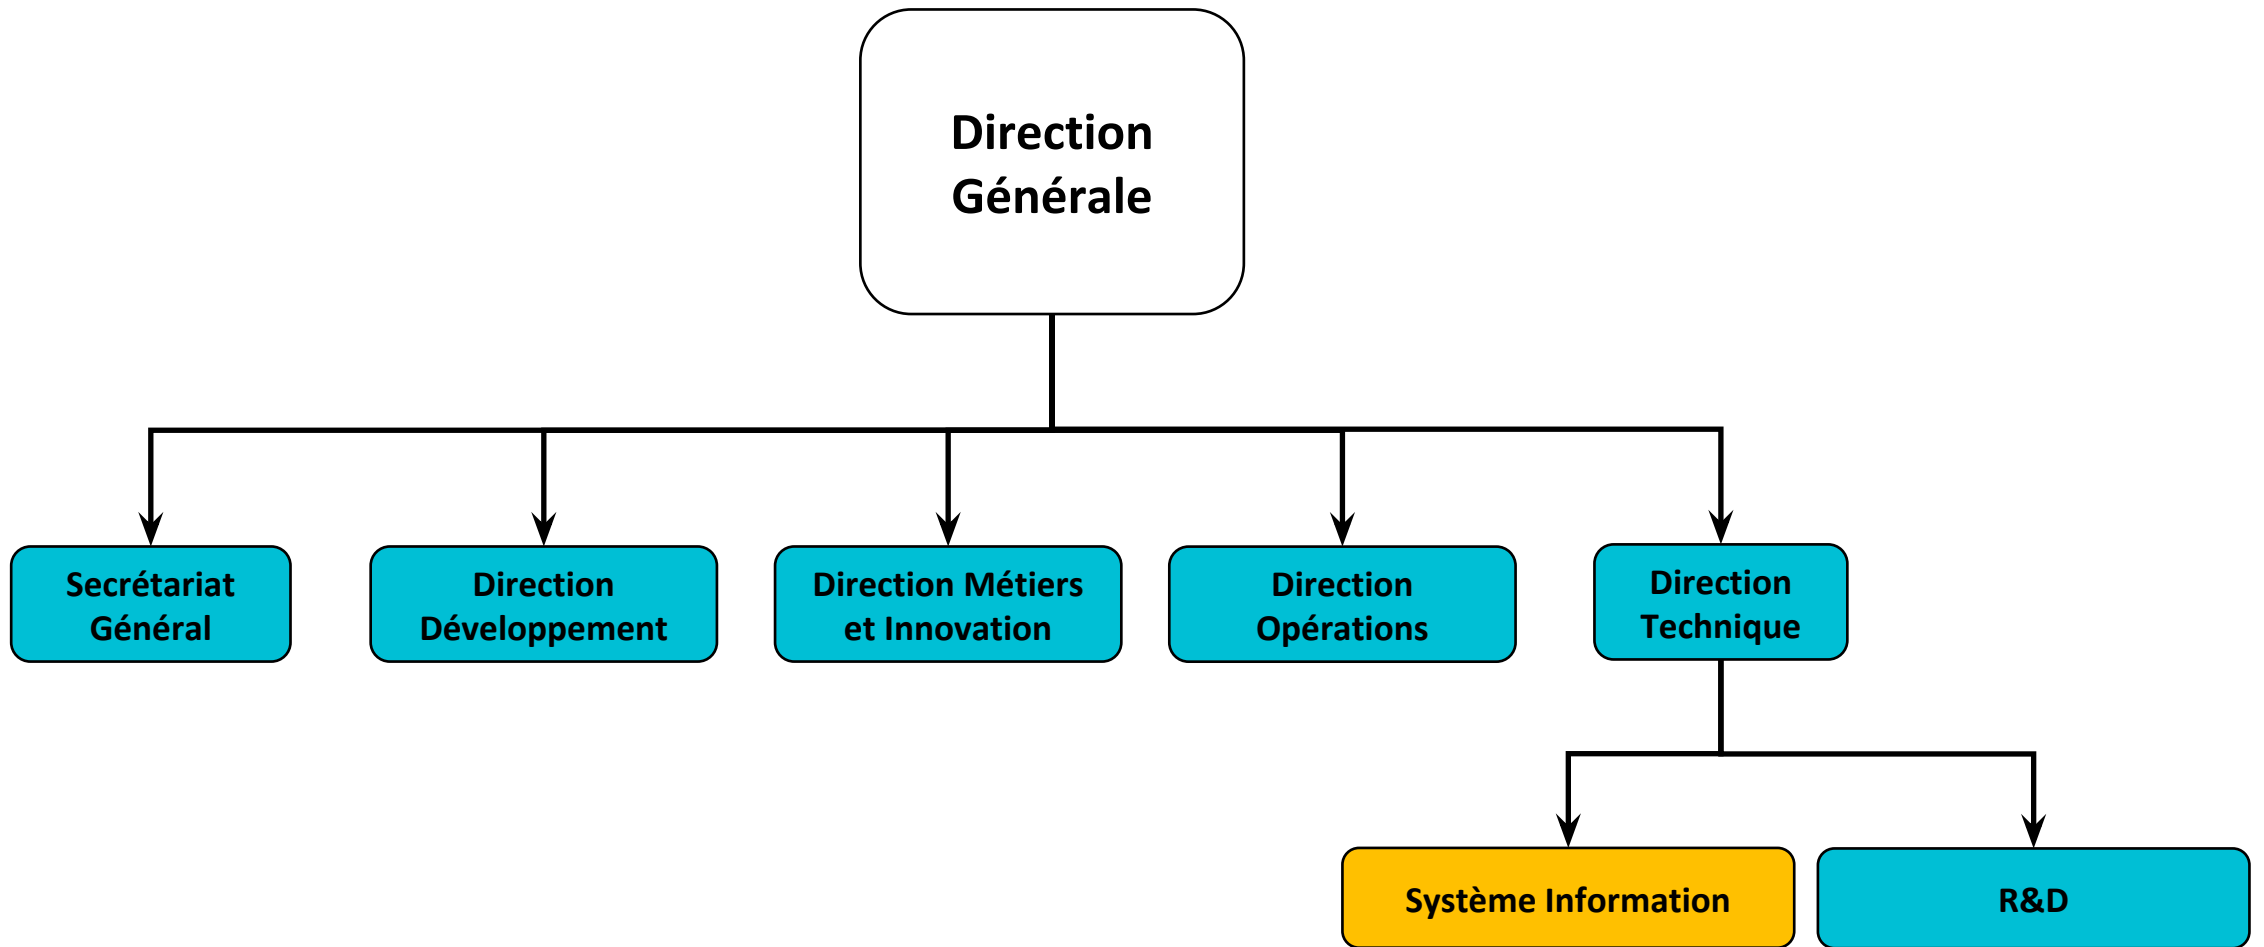 Direction
Générale
Secrétariat
Général
Direction
Développement
Direction Métiers
et Innovation
Direction
Opérations
Direction
Technique
Système Information
R&D